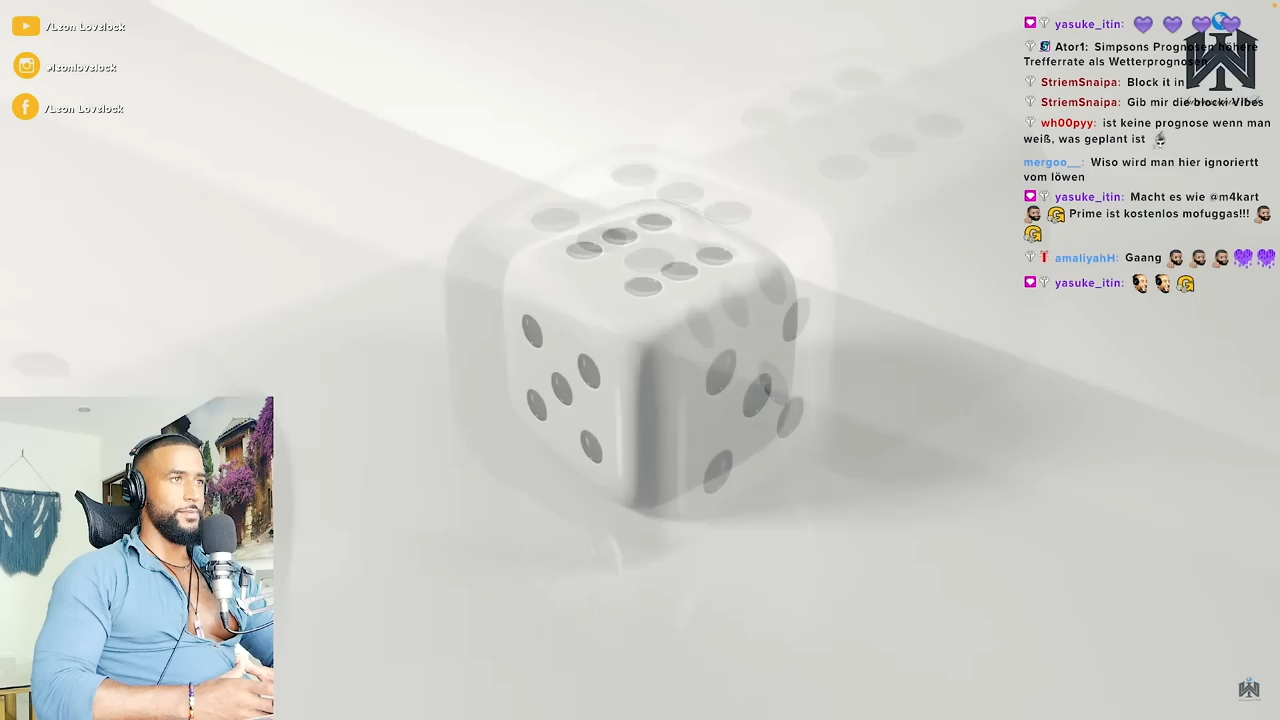 /Leon Lovelock
@leonlovelock
/Leon Lovelock
yasuke_itin:
Ator1: Simpsons Prognosen höhere
Trefferrate als Wetterprognosen
StriemSnaipa: Block it in
StriemSnaipa: Gib mir die blocki Vibes
wh00pyy: ist keine prognose wenn man
weiß, was geplant ist
mergoo__: Wiso wird man hier ignoriertt
vom löwen
yasuke_itin: Macht es wie @m4kart
Prime ist kostenlos mofuggas!!!
amaliyahH: Gaang
yasuke_itin: